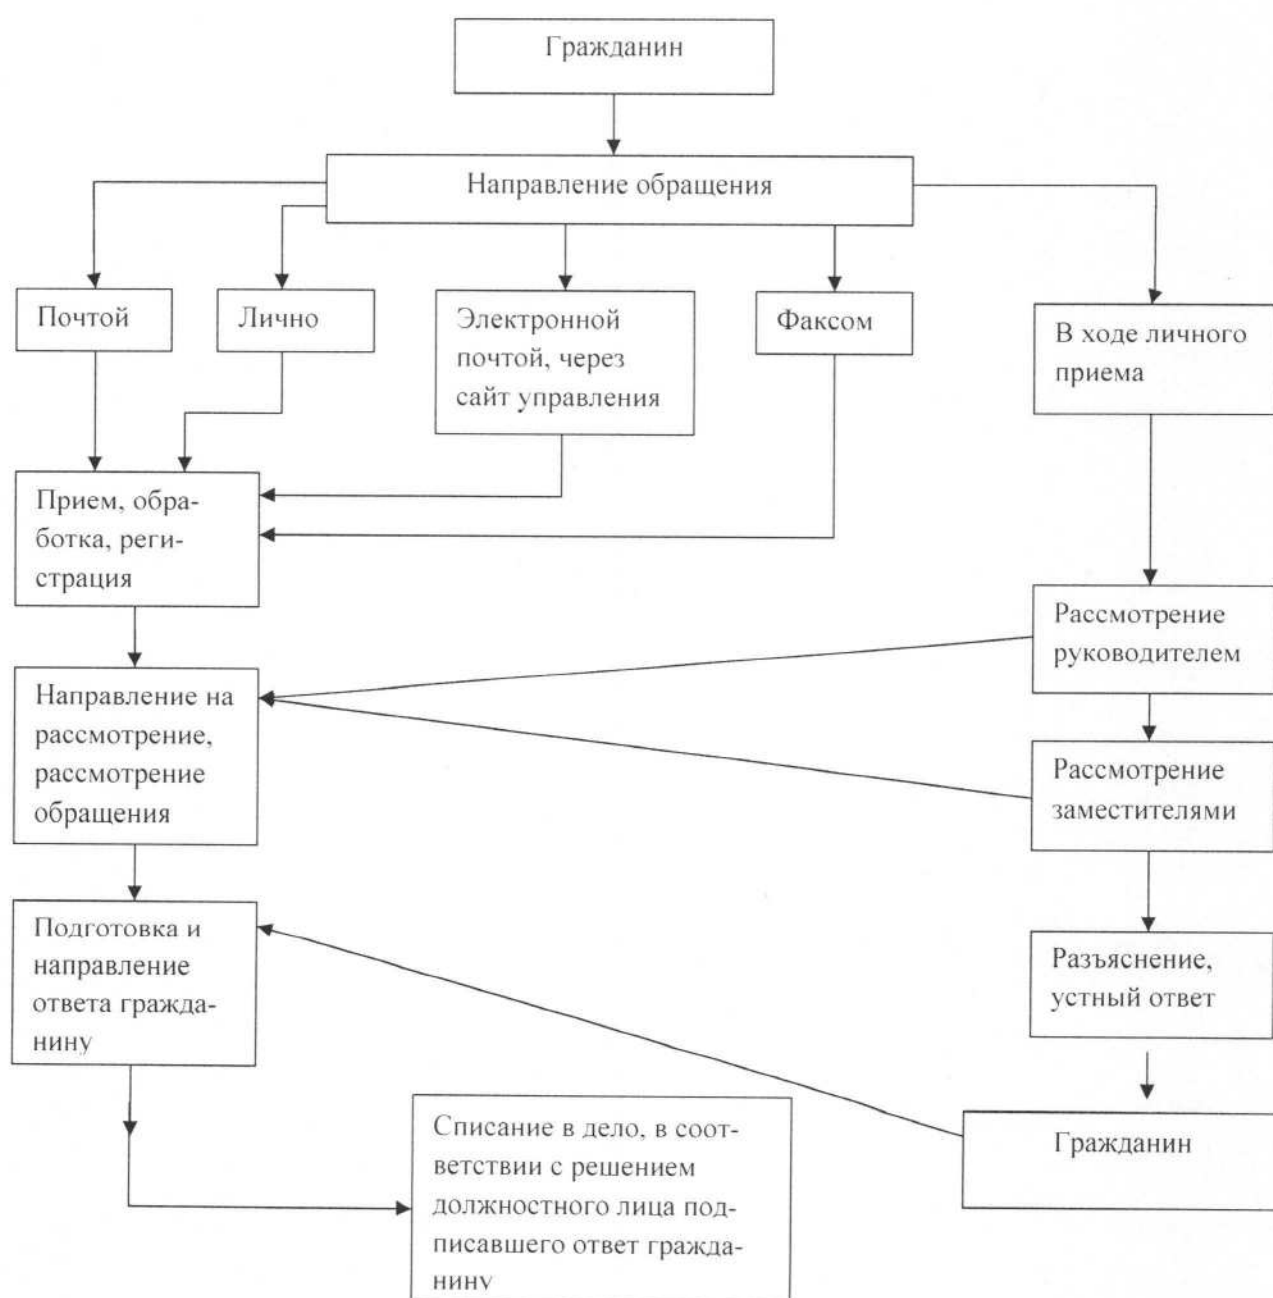 Гражданин
Направление обращения
Почтой
Лично
Электронной
почтой, через
сайт управления
Факсом
В ходе личного
приема
Прием, обра-
ботка, реги-
страция
Рассмотрение
руководителем
Направление на
рассмотрение,
рассмотрение
обращения
Рассмотрение
заместителями
Подготовка и
направление
ответа гражда-
нину
Разъяснение,
устный ответ
Гражданин
Списание в дело, в соот-
ветствии с решением
должностного лица под-
писавшего ответ гражда-
нину